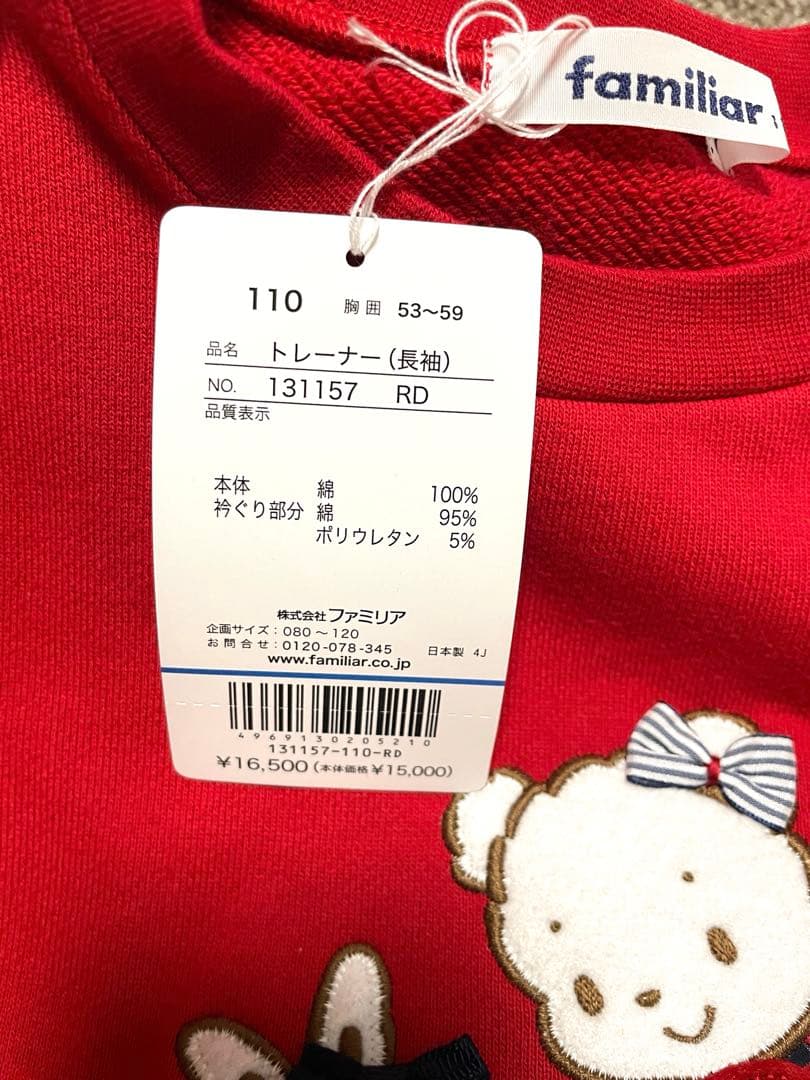 familiar
110 胸囲 53〜59
品名 トレーナー(長袖)
NO. 131157 RD
品質表示
本体 綿 100%
衿ぐり部分 綿 95%
ポリウレタン 5%
株式会社ファミリア
企画サイズ:080〜120
お問合せ:0120-078-345 日本製 4J
www.familiar.co.jp
4969130205210
131157-110-RD
¥16,500(本体価格¥15,000)